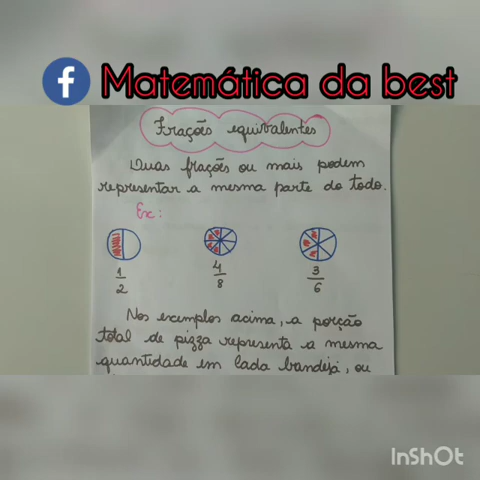 Matemática da best
Frações equivalentes
Duas frações ou mais podem
representar a mesma parte do todo.
Ex:
1/2 4/8 3/6
Nos exemplos acima, a porção
total de pizza representa a mesma
quantidade em cada bandeja, ou
InShOt